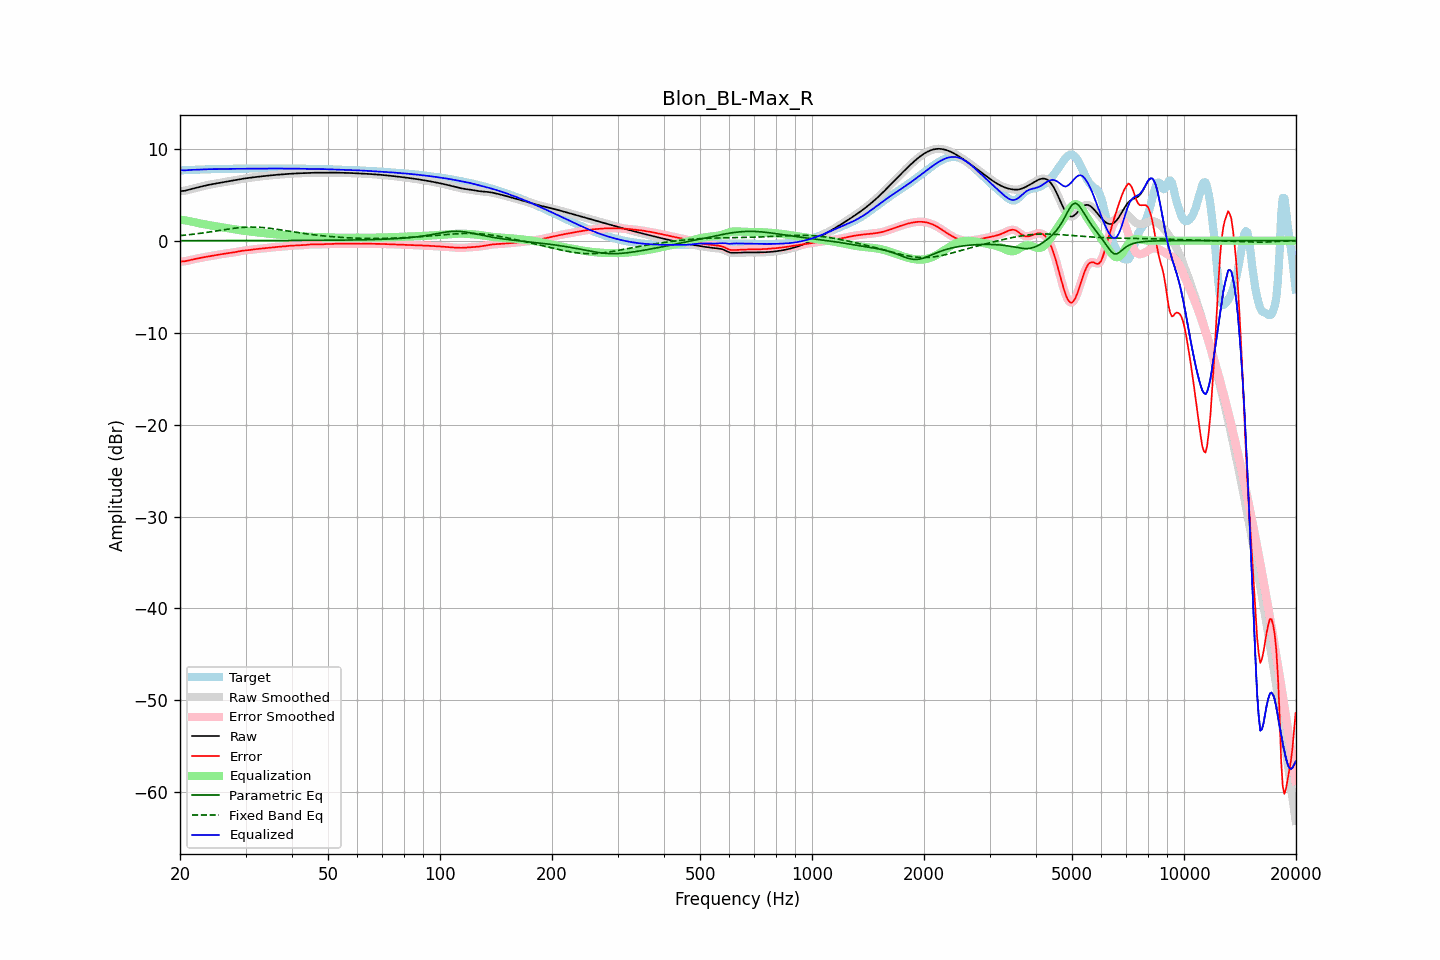 Blon_BL-Max_R
Amplitude (dBr)
10
0
−10
−20
−30
−40
−50
−60
Target
Raw Smoothed
Error Smoothed
Raw
Error
Equalization
Parametric Eq
Fixed Band Eq
Equalized
20 50 100 200 500 1000 2000 5000 10000 20000
Frequency (Hz)